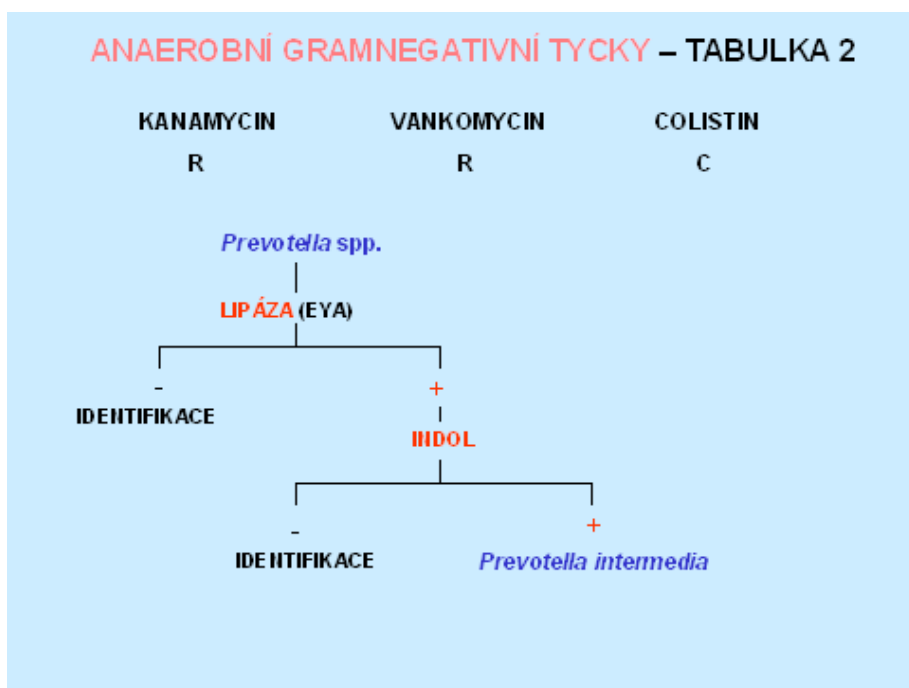 ANAEROBNÍ GRAMNEGATIVNÍ TYCKY – TABULKA 2
KANAMYCIN VANKOMYCIN COLISTIN
R R C
Prevotella spp.
LIPÁZA (EYA)
- +
IDENTIFIKACE
INDOL
- +
IDENTIFIKACE Prevotella intermedia